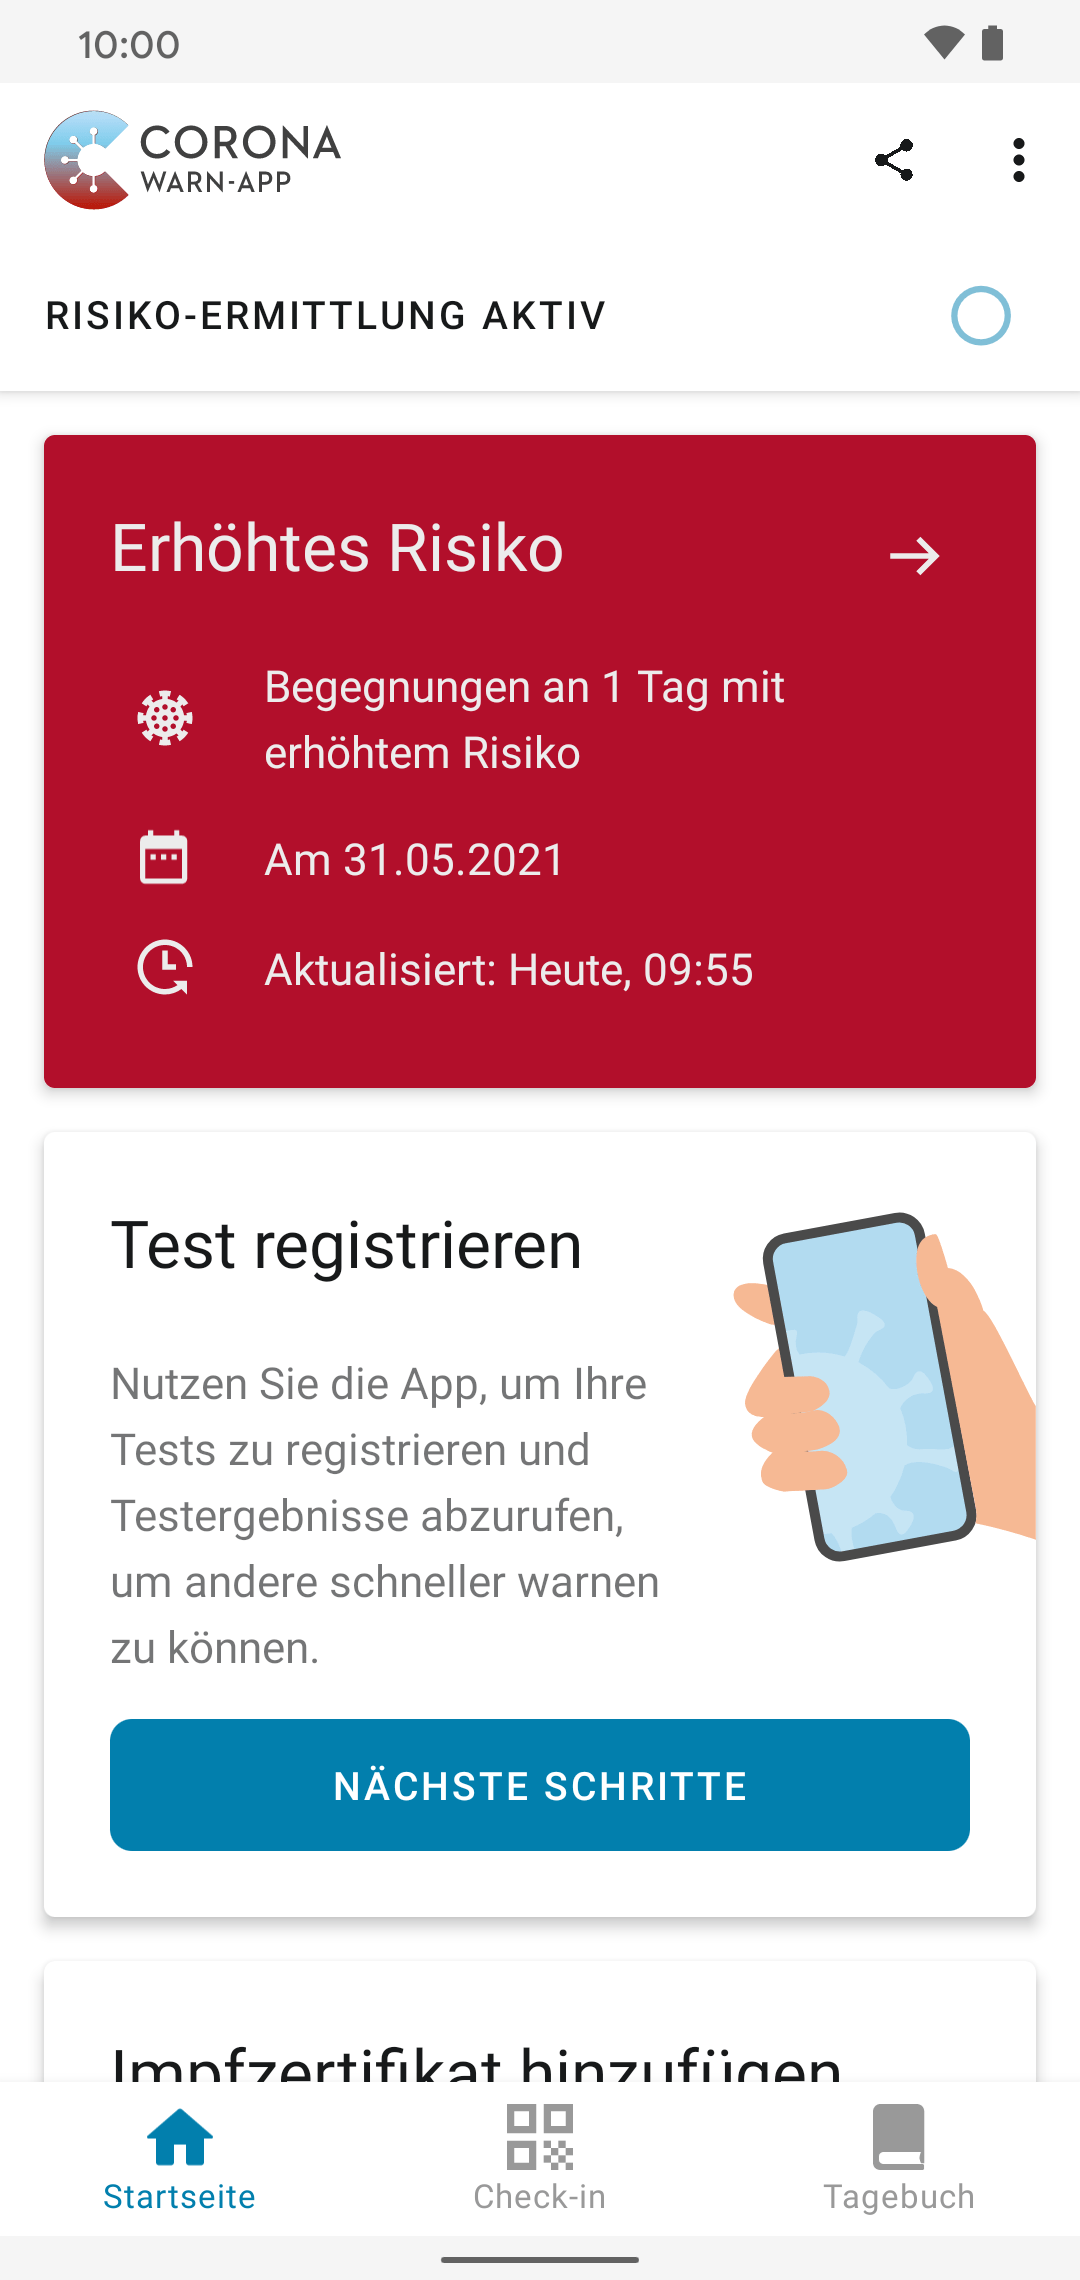 10:00
CORONA
WARN-APP
RISIKO-ERMITTLUNG AKTIV
Erhöhtes Risiko
Begegnungen an 1 Tag mit
erhöhtem Risiko
Am 31.05.2021
Aktualisiert: Heute, 09:55
Test registrieren
Nutzen Sie die App, um Ihre
Tests zu registrieren und
Testergebnisse abzurufen,
um andere schneller warnen
zu können.
NÄCHSTE SCHRITTE
Impfzertifikat hinzufügen
Startseite
Check-in
Tagebuch